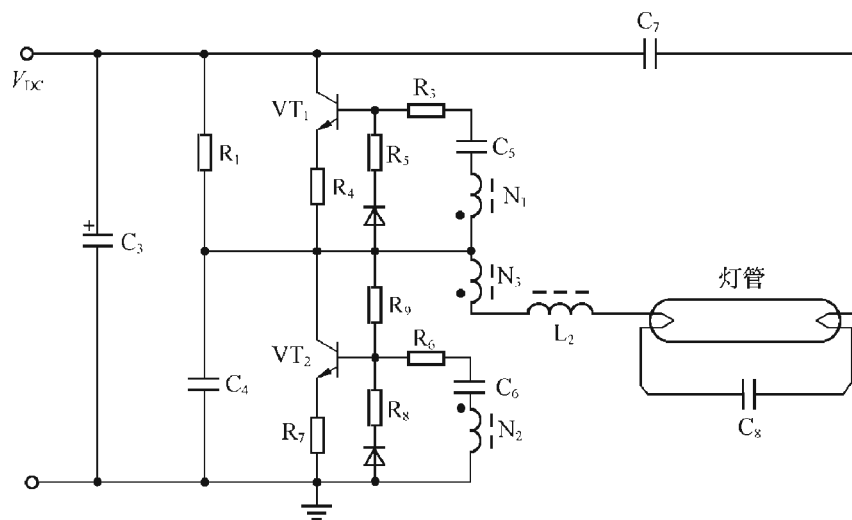 C₇
V_DC
VT₁
R₃
C₅
R₁
R₅
R₄
N₁
C₃
N₃
灯管
R₉
L₂
VT₂
R₆
C₄
C₆
R₈
N₂
R₇
C₈
+